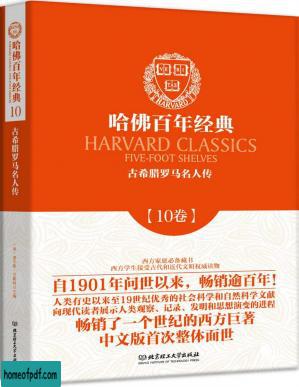 哈佛百年经典
10
古希腊罗马名人传
HARVARD
哈佛百年经典
HARVARD CLASSICS
FIVE-FOOT SHELVES
古希腊罗马名人传
【10卷】
西方家庭必备藏书
西方学生接受古代和近代文明权威读物
自1901年问世以来，畅销逾百年！
人类有史以来至19世纪优秀的社会科学和自然科学文献
向现代读者展示人类观察、记录、发明和思想演变的进程
畅销了一个世纪的西方巨著
中文版首次整体面世
北京理工大学出版社
homeofpdf.com